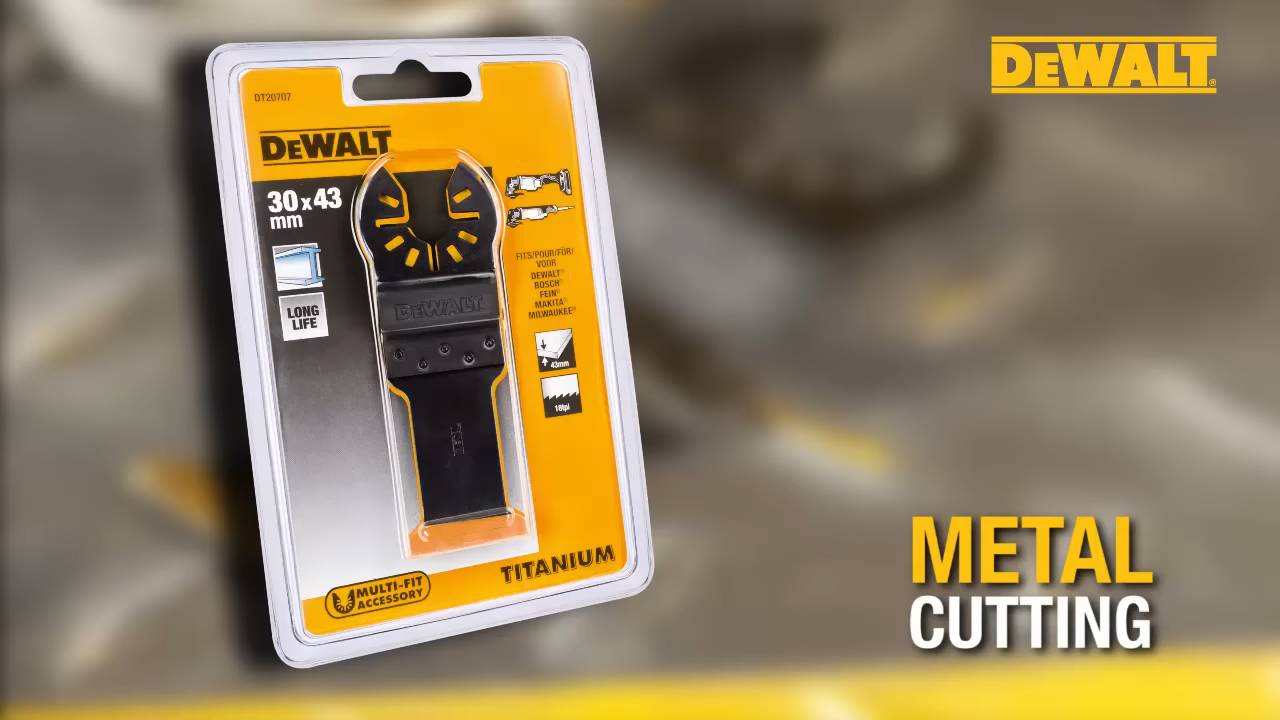 DEWALT®
DT20707
DEWALT
30 x 43
mm
LONG
LIFE
FITS/POUR/FÜR/
VOOR
DEWALT®
BOSCH®
FEIN®
MAKITA®
MILWAUKEE®
43mm
18tpi
DEWALT
MULTI-FIT
ACCESSORY
TITANIUM
METAL
CUTTING